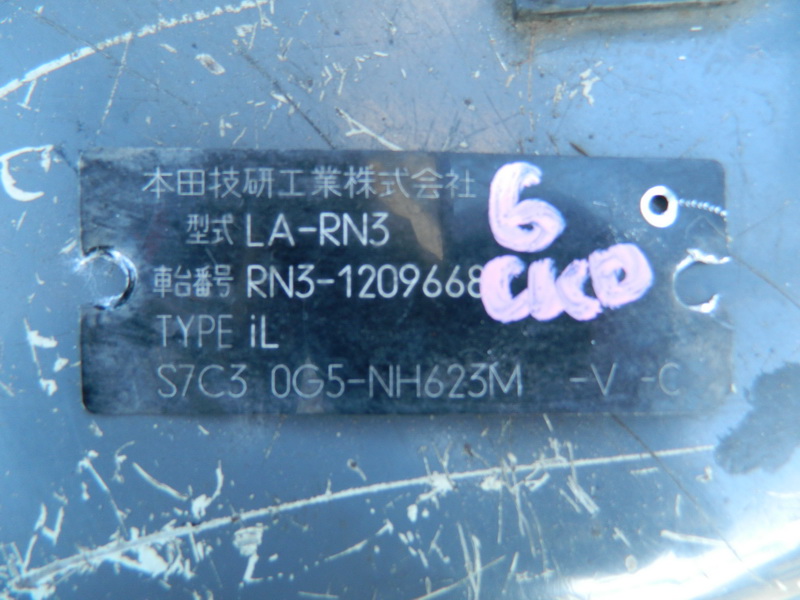 本田技研工業株式会社
6
型式 LA-RN3
車台番号 RN3-1209668
CKD
TYPE iL
S7C3 0G5-NH623M -V -C